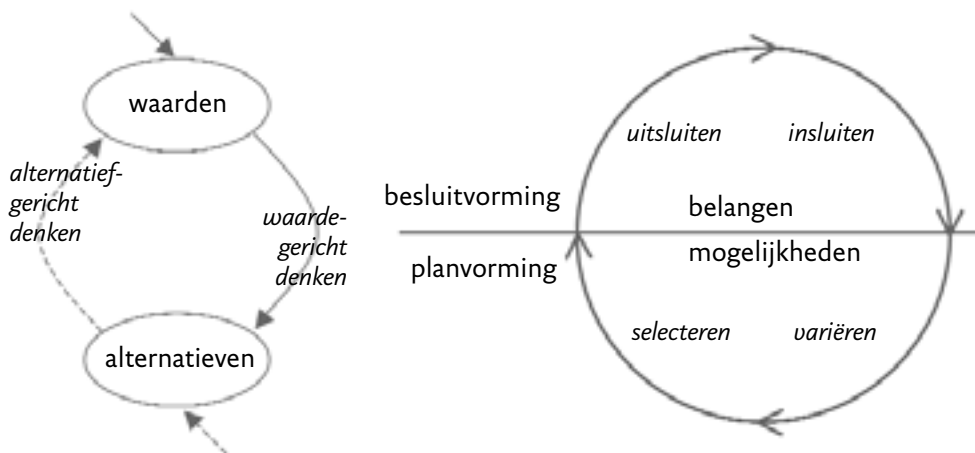 waarden
alternatief-
gericht
denken
waarde-
gericht
denken
alternatieven
uitsluiten
insluiten
besluitvorming
belangen
planvorming
mogelijkheden
selecteren
variëren